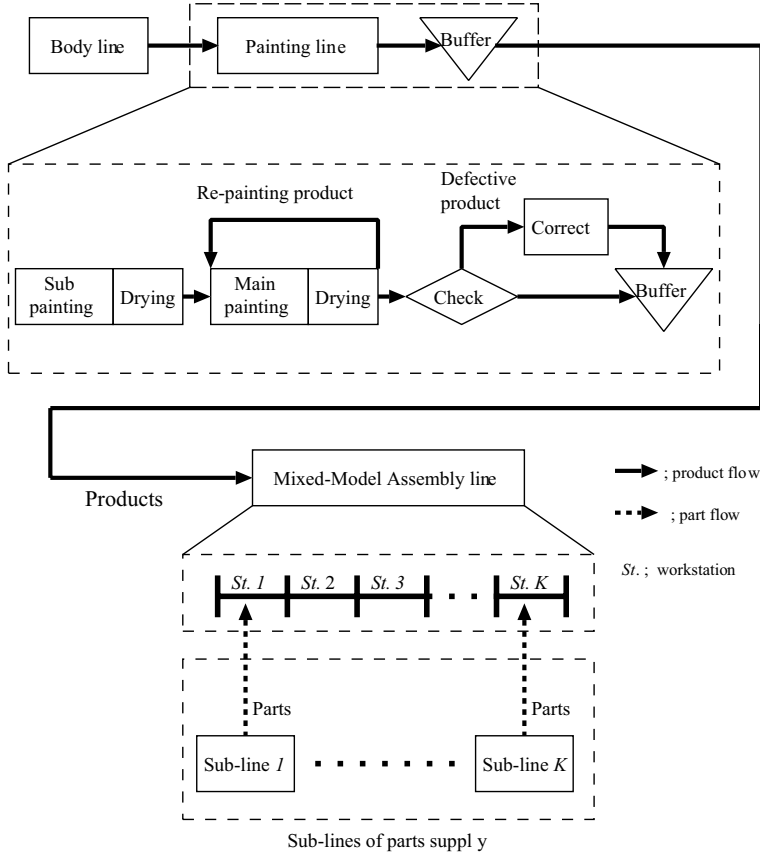 Body line
Painting line
Buffer
Re-painting product
Defective
product
Correct
Sub
painting
Drying
Main
painting
Drying
Check
Buffer
Products
Mixed-Model Assembly line
; product flow
; part flow
St. ; workstation
St. 1
St. 2
St. 3
St. K
Parts
Parts
Sub-line 1
Sub-line K
Sub-lines of parts suppl y